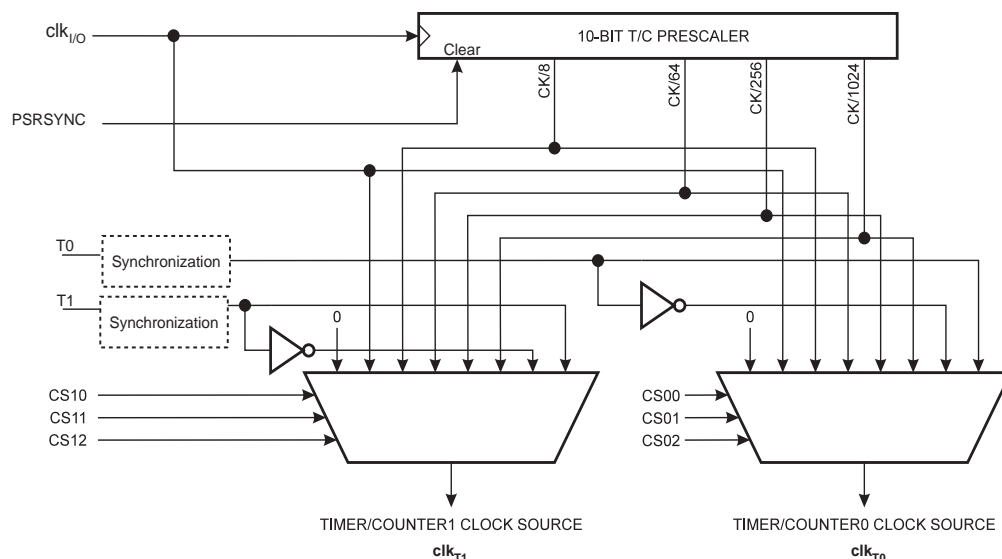 clkI/O
10-BIT T/C PRESCALER
Clear
CK/8
CK/64
CK/256
CK/1024
PSRSYNC
T0
Synchronization
T1
Synchronization
0
0
CS10
CS11
CS12
CS00
CS01
CS02
TIMER/COUNTER1 CLOCK SOURCE
clkT1
TIMER/COUNTER0 CLOCK SOURCE
clkT0